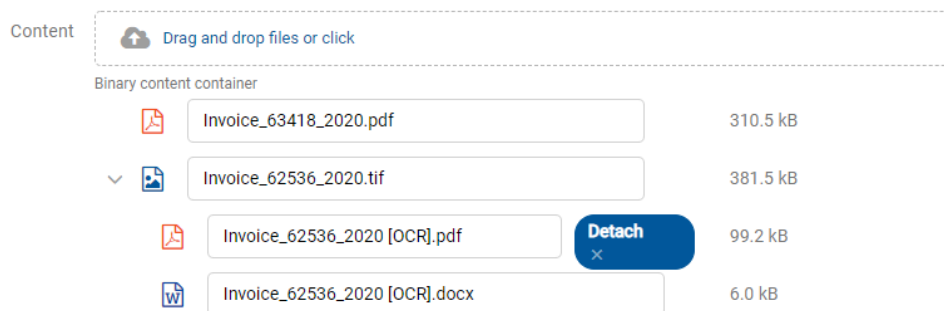 Content
Drag and drop files or click
Binary content container
Invoice_63418_2020.pdf 310.5 kB
Invoice_62536_2020.tif 381.5 kB
Invoice_62536_2020 [OCR].pdf Detach × 99.2 kB
Invoice_62536_2020 [OCR].docx 6.0 kB